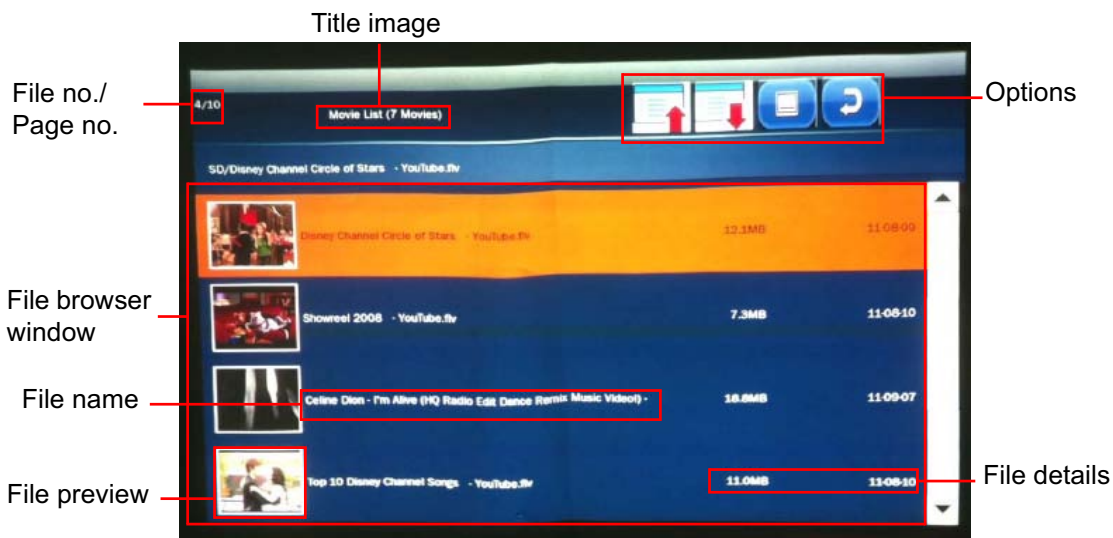 Title image
File no./
Page no.
4/10
Movie List (7 Movies)
Options
SD/Disney Channel Circle of Stars - YouTube.flv
Disney Channel Circle of Stars - YouTube.flv 12.1MB 11-08-09
File browser
window
Showreel 2008 - YouTube.flv 7.3MB 11-08-10
File name
Celine Dion - I'm Alive (HQ Radio Edit Dance Remix Music Video!) - 18.8MB 11-09-07
File preview
Top 10 Disney Channel Songs - YouTube.flv 11.0MB 11-08-10
File details